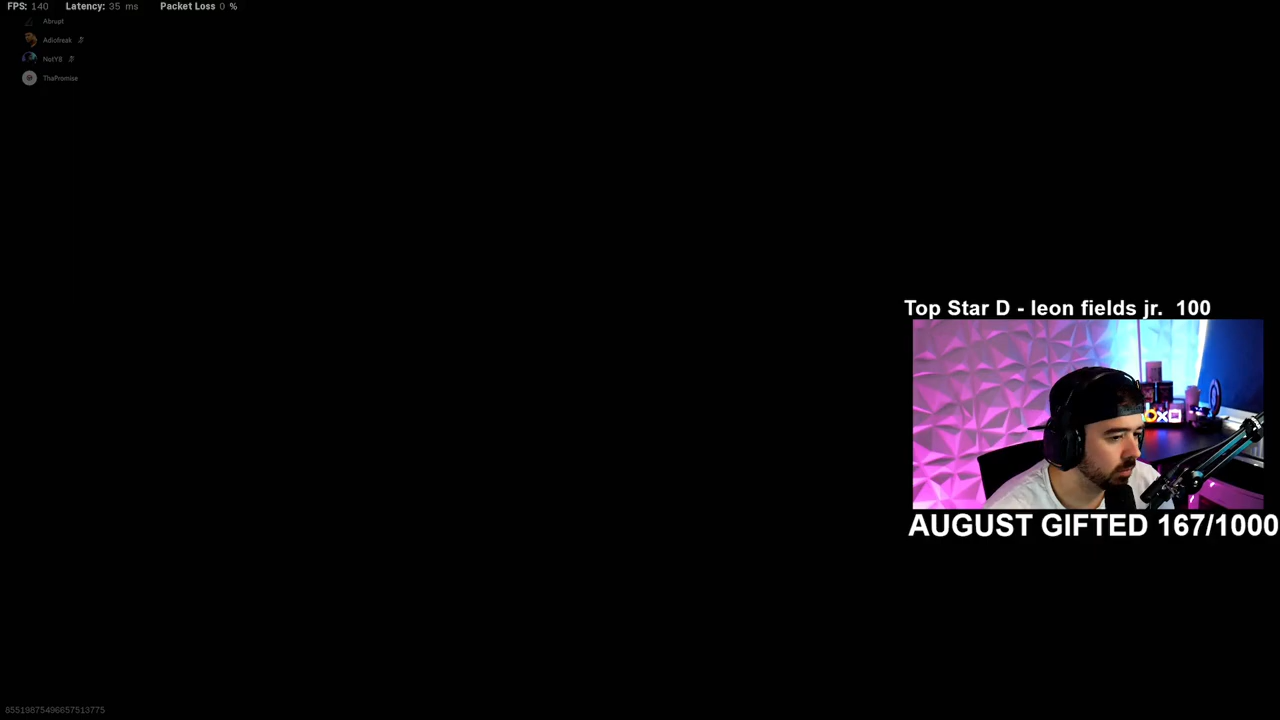 FPS: 140 Latency: 35 ms Packet Loss 0 %
Abrupt
Adiofreak
NotY8
ThaPromise
Top Star D - leon fields jr. 100
AUGUST GIFTED 167/1000
85519875496657513775